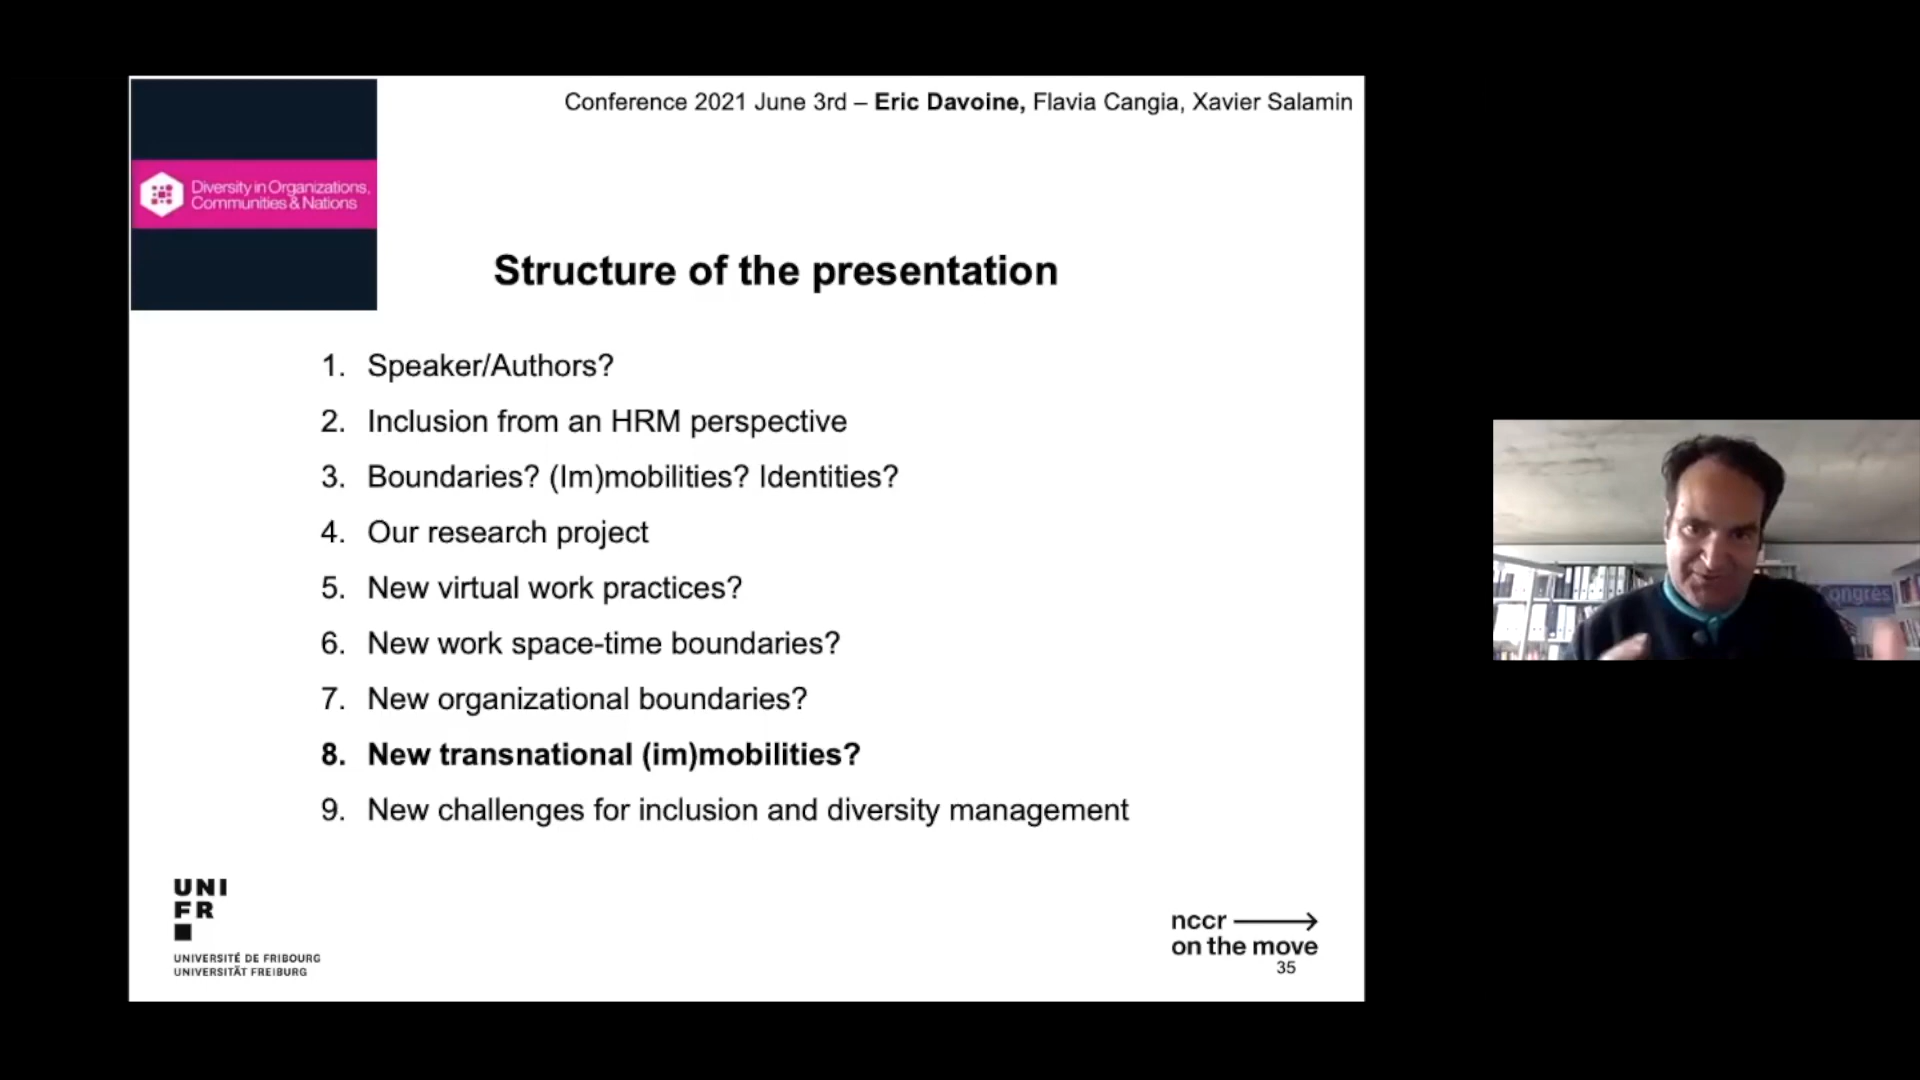 Conference 2021 June 3rd – Eric Davoine, Flavia Cangia, Xavier Salamin
Diversity in Organizations,
Communities & Nations
Structure of the presentation
1. Speaker/Authors?
2. Inclusion from an HRM perspective
3. Boundaries? (Im)mobilities? Identities?
4. Our research project
5. New virtual work practices?
6. New work space-time boundaries?
7. New organizational boundaries?
8. New transnational (im)mobilities?
9. New challenges for inclusion and diversity management
UNI
FR
UNIVERSITÉ DE FRIBOURG
UNIVERSITÄT FREIBURG
nccr
on the move
35
ongrès